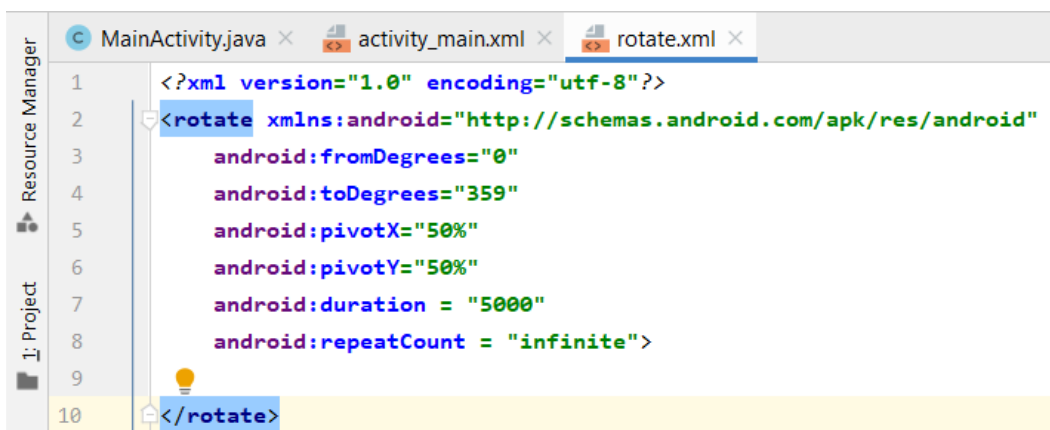 MainActivity.java
activity_main.xml
rotate.xml
Resource Manager
1: Project
1 <?xml version="1.0" encoding="utf-8"?>
2 <rotate xmlns:android="http://schemas.android.com/apk/res/android"
3 android:fromDegrees="0"
4 android:toDegrees="359"
5 android:pivotX="50%"
6 android:pivotY="50%"
7 android:duration = "5000"
8 android:repeatCount = "infinite">
9
10 </rotate>